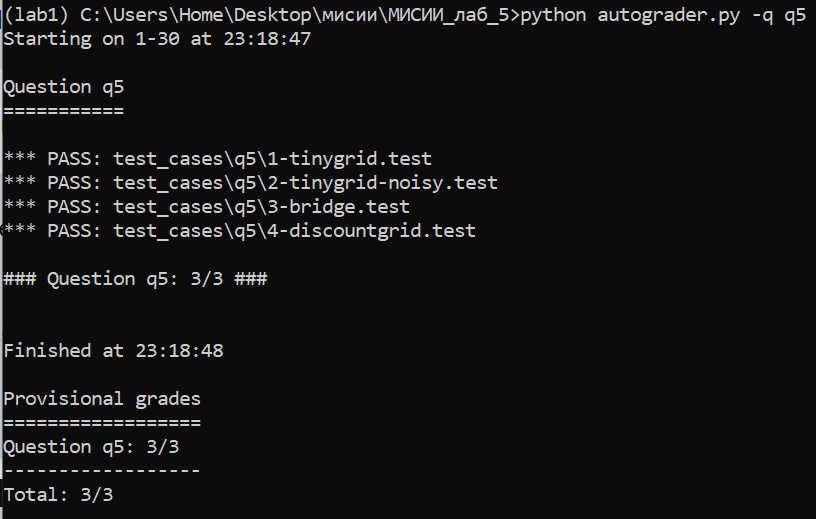 (lab1) C:\Users\Home\Desktop\мисии\МИСИИ_лаб_5>python autograder.py -q q5
Starting on 1-30 at 23:18:47
Question q5
===========
*** PASS: test_cases\q5\1-tinygrid.test
*** PASS: test_cases\q5\2-tinygrid-noisy.test
*** PASS: test_cases\q5\3-bridge.test
*** PASS: test_cases\q5\4-discountgrid.test
### Question q5: 3/3 ###
Finished at 23:18:48
Provisional grades
==================
Question q5: 3/3
------------------
Total: 3/3